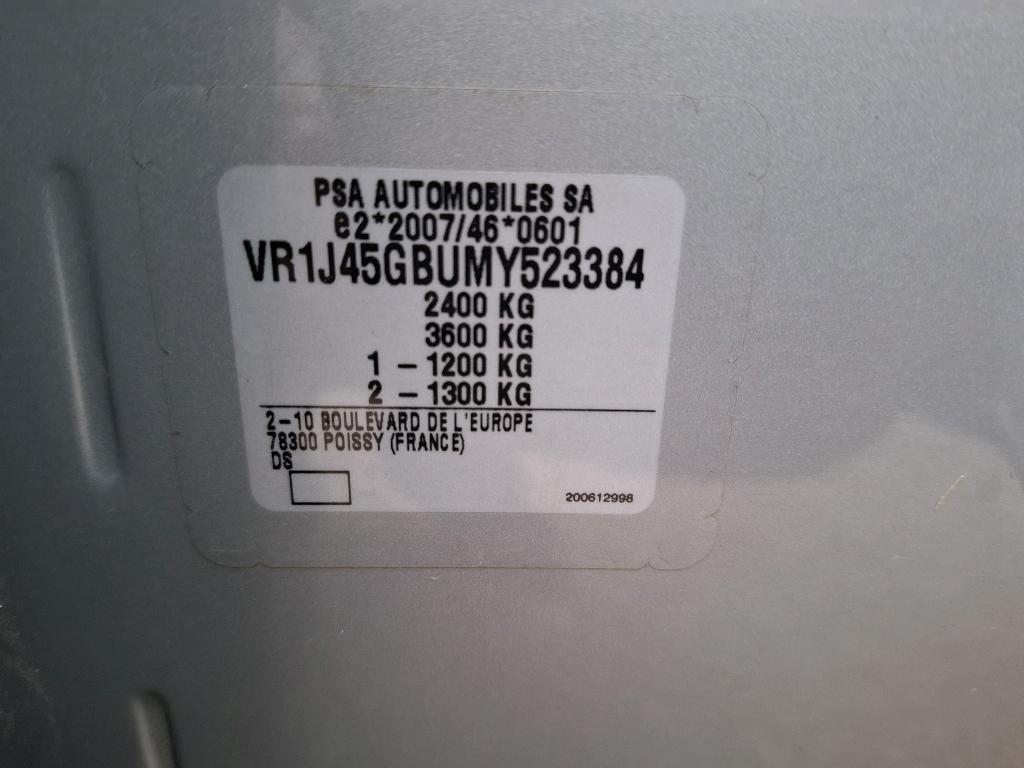 PSA AUTOMOBILES SA
e2*2007/46*0601
VR1J45GBUMY523384
2400 KG
3600 KG
1 - 1200 KG
2 - 1300 KG
2-10 BOULEVARD DE L'EUROPE
78300 POISSY (FRANCE)
DS
200612998